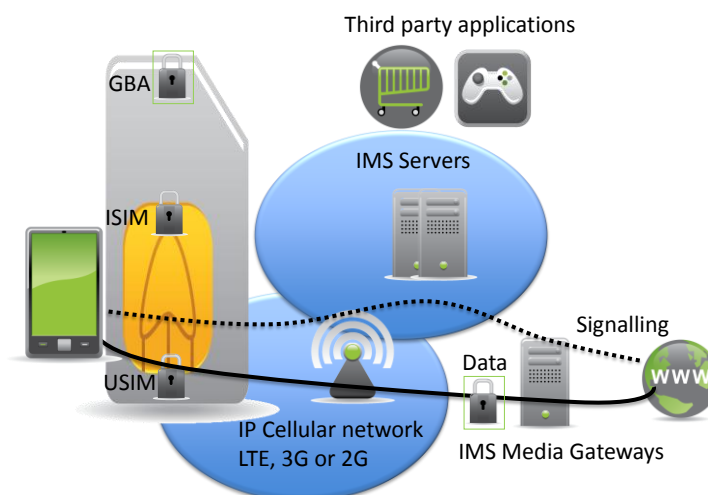 Third party applications
GBA
IMS Servers
ISIM
Signalling
Data
WWW
USIM
IP Cellular network
LTE, 3G or 2G
IMS Media Gateways